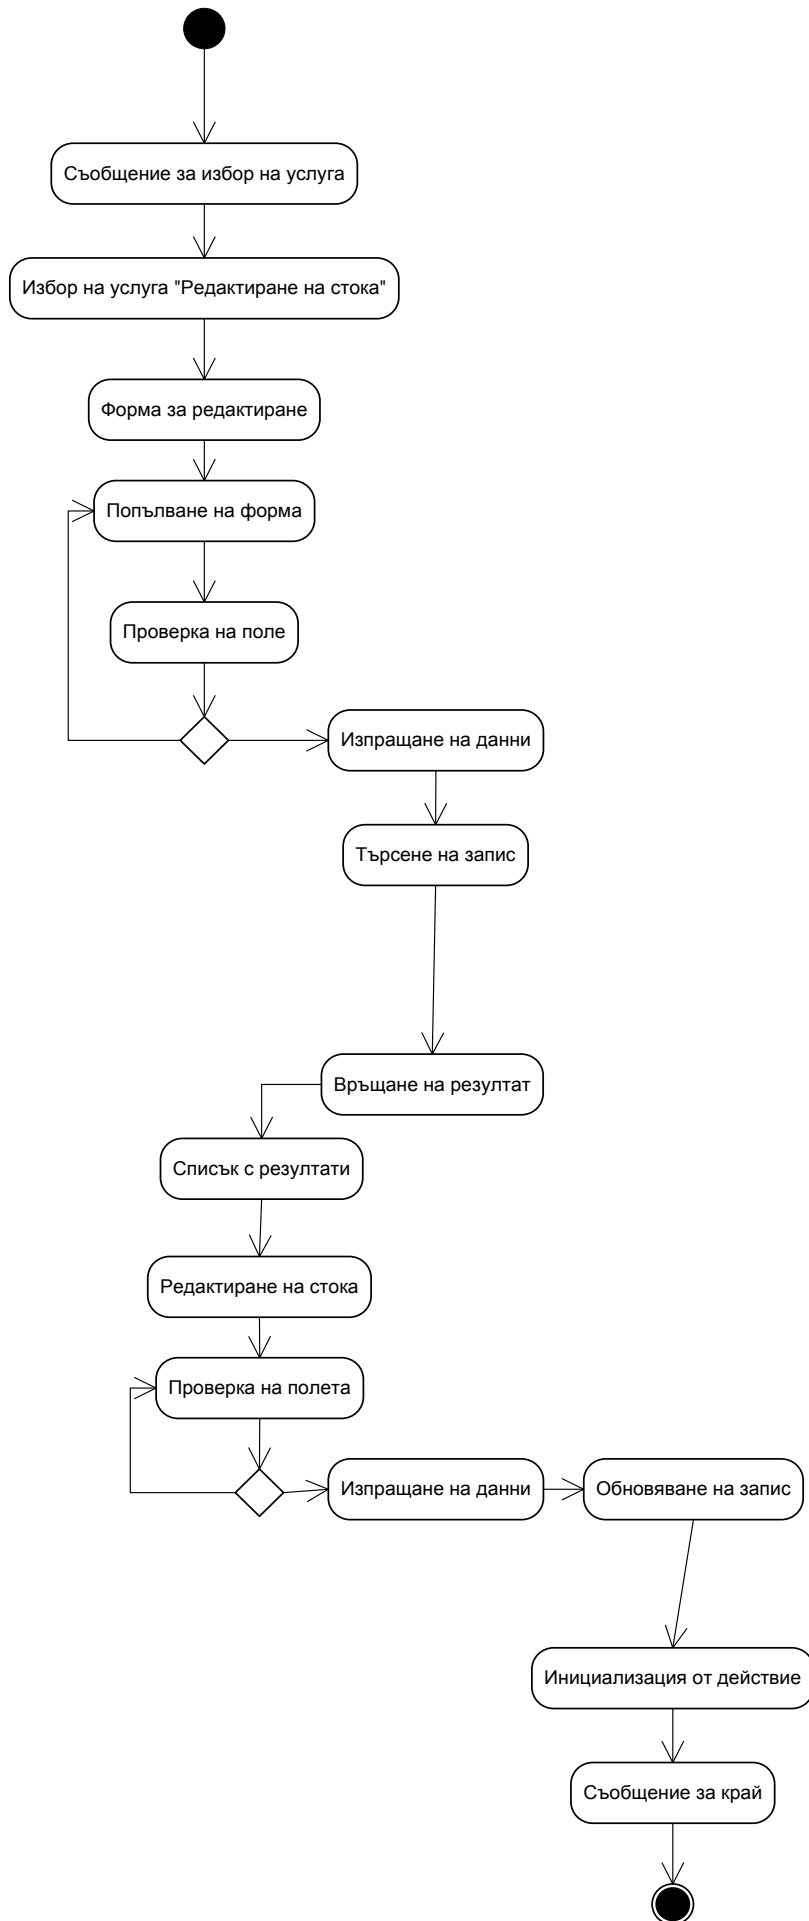 Съобщение за избор на услуга
Избор на услуга "Редактиране на стока"
Форма за редактиране
Попълване на форма
Проверка на поле
Изпращане на данни
Търсене на запис
Връщане на резултат
Списък с резултати
Редактиране на стока
Проверка на полета
Изпращане на данни
Обновяване на запис
Инициализация от действие
Съобщение за край